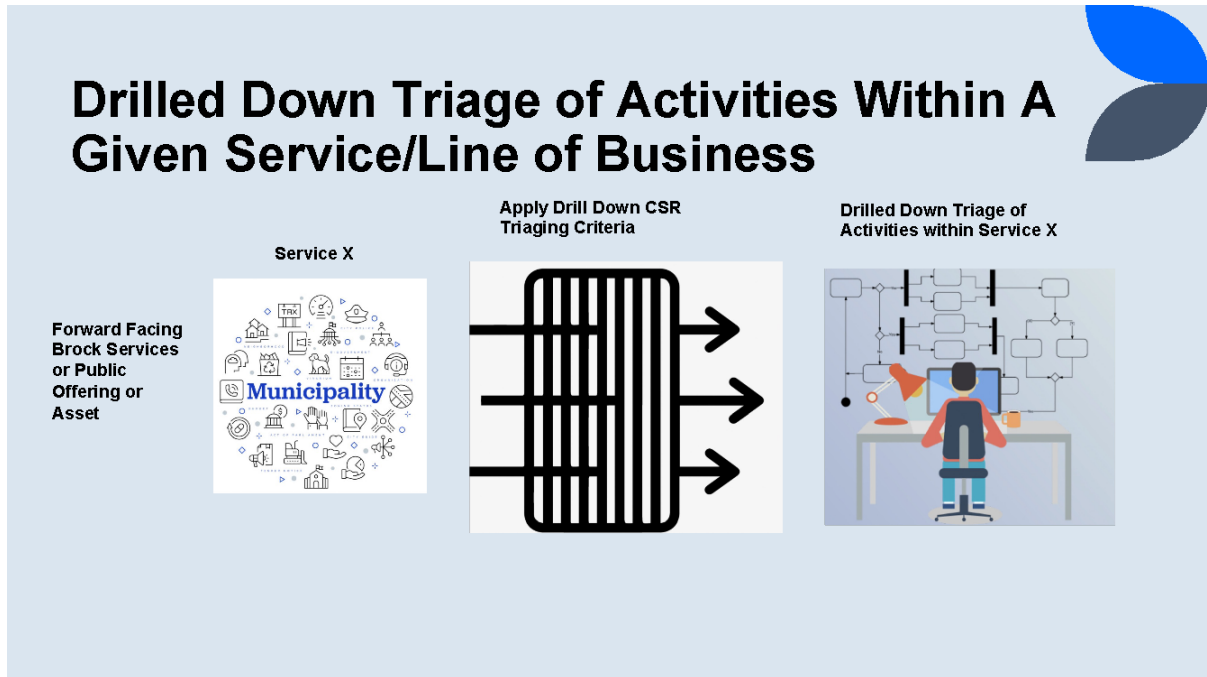 Drilled Down Triage of Activities Within A
Given Service/Line of Business
Apply Drill Down CSR
Triaging Criteria
Drilled Down Triage of
Activities within Service X
Service X
Forward Facing
Brock Services
or Public
Offering or
Asset
TAX
Municipality